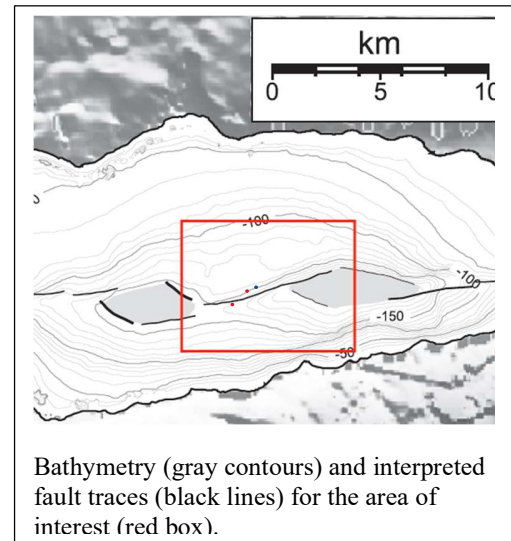 km
0 5 10
0
-100
-100
-150
-50
Bathymetry (gray contours) and interpreted
fault traces (black lines) for the area of
interest (red box).